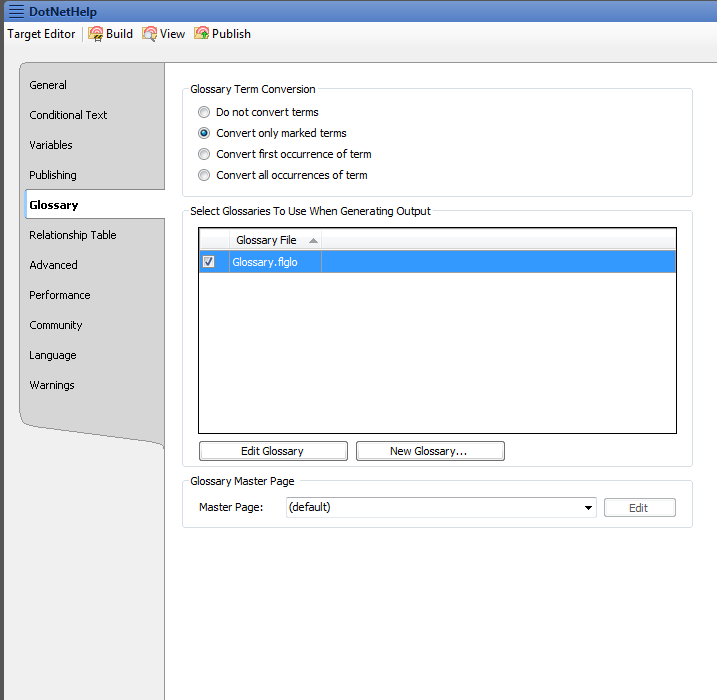 DotNetHelp
Target Editor Build View Publish
General
Conditional Text
Variables
Publishing
Glossary
Relationship Table
Advanced
Performance
Community
Language
Warnings
Glossary Term Conversion
Do not convert terms
Convert only marked terms
Convert first occurrence of term
Convert all occurrences of term
Select Glossaries To Use When Generating Output
Glossary File
Glossary.flglo
Edit Glossary New Glossary...
Glossary Master Page
Master Page: (default) Edit